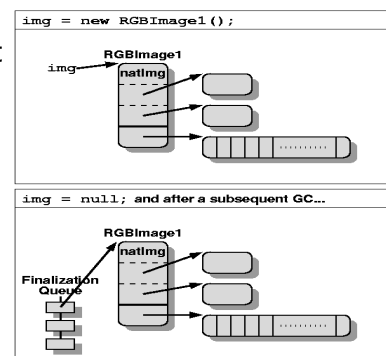 img = new RGBImage1();
RGBImage1
img
natImg
img = null; and after a subsequent GC...
RGBImage1
natImg
Finalization
Queue